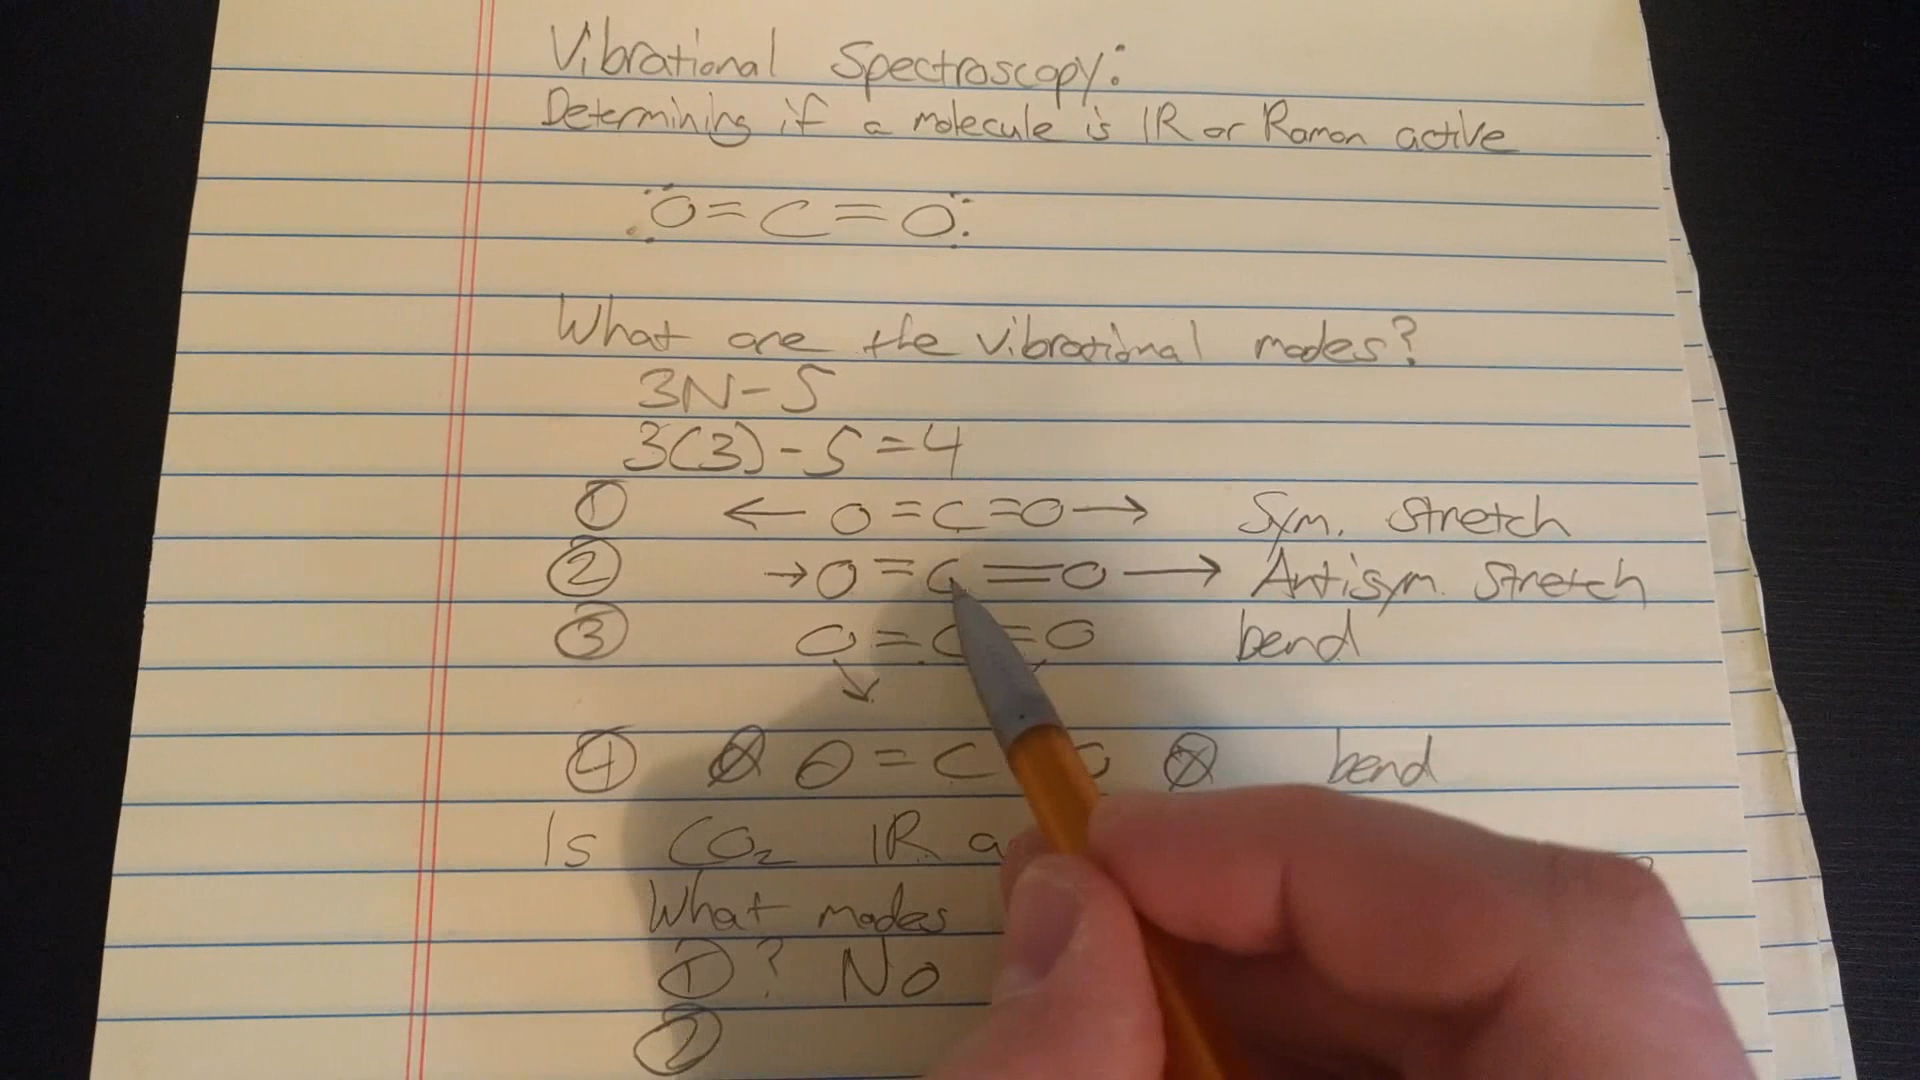 Vibrational Spectroscopy:
Determining if a molecule is IR or Raman active
:O=C=O:
What are the vibrational modes?
3N-5
3(3)-5=4
① ← O=C=O → Sym. Stretch
② →O=C=O → Antisym. Stretch
③ O=C=O bend
④ ⊗ O=C O ⊗ bend
Is CO₂ IR
What modes
①? No
②